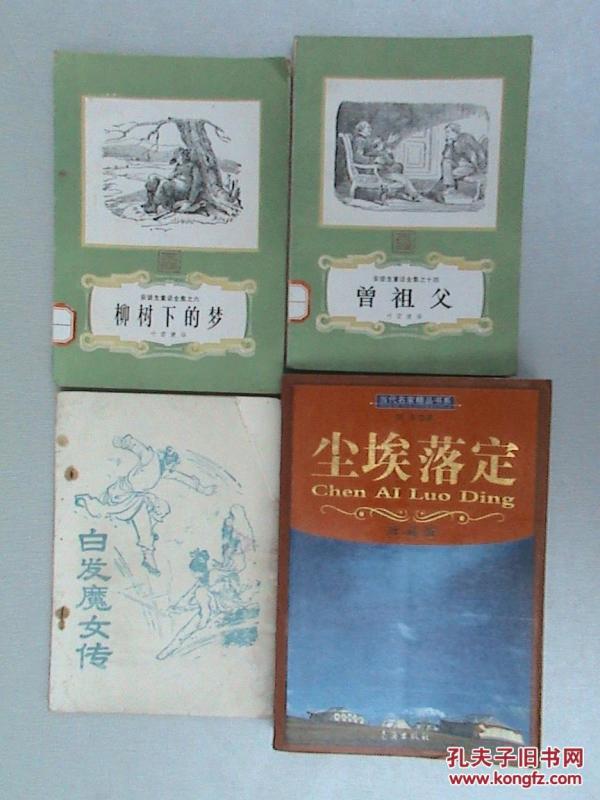 安徒生童话全集之六
柳树下的梦
叶君健译
安徒生童话全集之十四
曾祖父
叶君健译
白发魔女传
当代名家精品书系
尘埃落定
Chen AI Luo Ding
孔夫子旧书网
www.kongfz.com